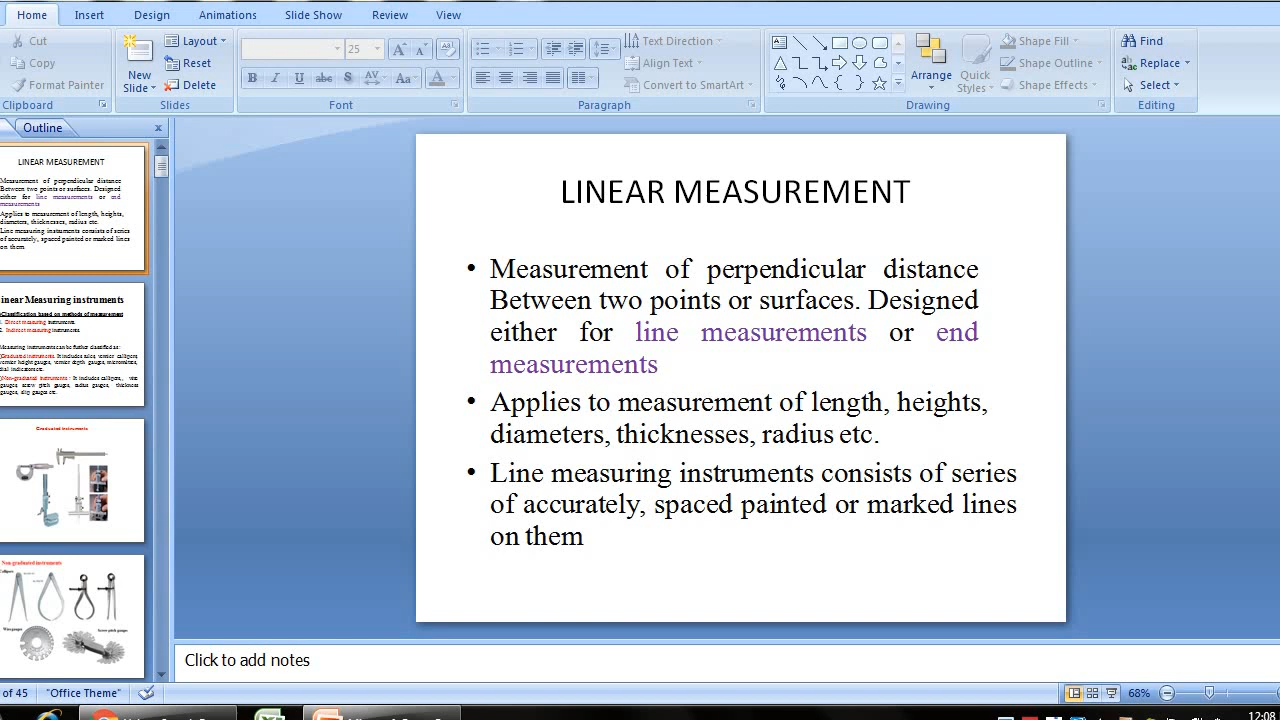 Home Insert Design Animations Slide Show Review View
Cut
Copy
Format Painter
Clipboard
New
Slide
Layout
Reset
Delete
Slides
25
B I U abc S AV Aa A
Font
Text Direction
Align Text
Convert to SmartArt
Paragraph
Arrange
Quick
Styles
Shape Fill
Shape Outline
Shape Effects
Drawing
Find
Replace
Select
Editing
Outline
LINEAR MEASUREMENT
Measurement of perpendicular distance
Between two points or surfaces. Designed
either for line measurements or end
measurements
Applies to measurement of length, heights,
diameters, thicknesses, radius etc.
Line measuring instruments consists of series
of accurately, spaced painted or marked lines
on them
inear Measuring instruments
Classification based on methods of measurement
1. Direct measuring instruments.
2. Indirect measuring instruments.
Measuring instruments can be further classified as:
Graduated instruments.
Non-graduated instruments :
Graduated instruments
Non graduated instruments
LINEAR MEASUREMENT
• Measurement of perpendicular distance
Between two points or surfaces. Designed
either for line measurements or end
measurements
• Applies to measurement of length, heights,
diameters, thicknesses, radius etc.
• Line measuring instruments consists of series
of accurately, spaced painted or marked lines
on them
Click to add notes
of 45 "Office Theme" 68%
12:08